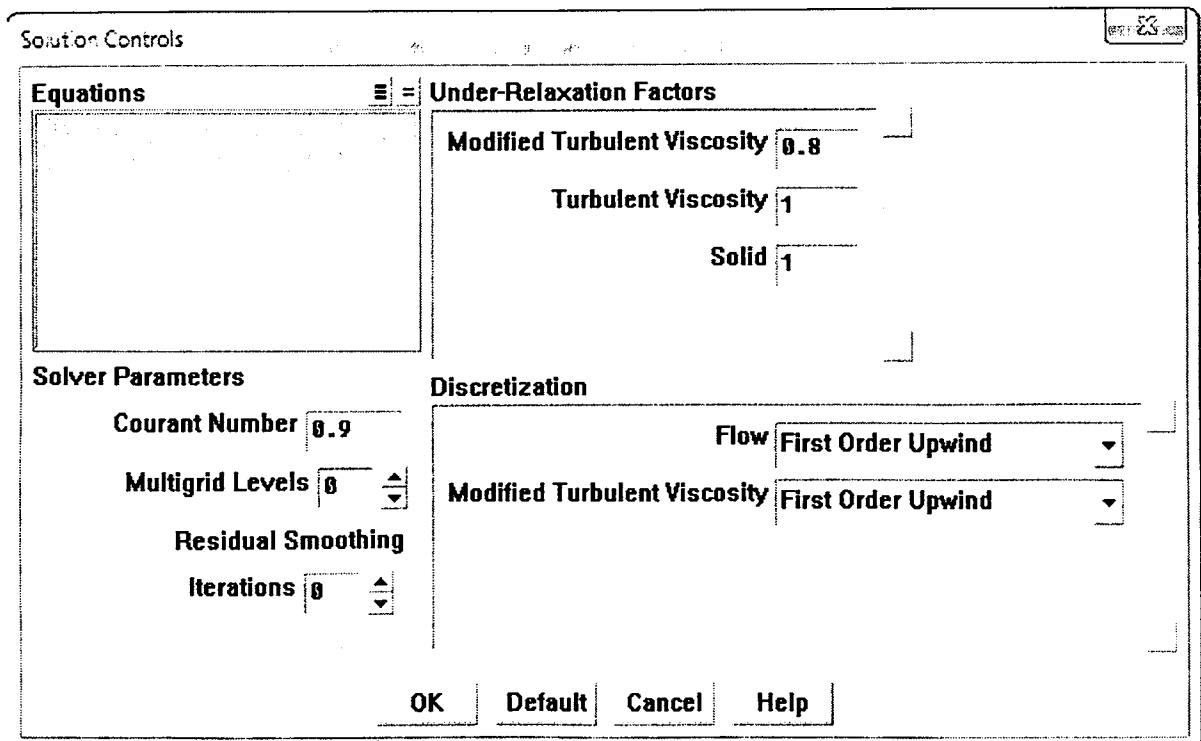 Solution Controls
Equations
Under-Relaxation Factors
Modified Turbulent Viscosity 0.8
Turbulent Viscosity 1
Solid 1
Solver Parameters
Courant Number 0.9
Multigrid Levels 0
Residual Smoothing
Iterations 0
Discretization
Flow First Order Upwind
Modified Turbulent Viscosity First Order Upwind
OK Default Cancel Help